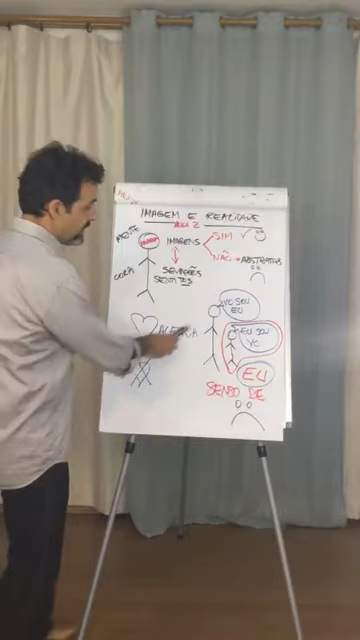 IMAGEM E REALIDADE
AULA 2
MENTE
IMAGENS
SIM ✓
NÃO → ABSTRATAS
CORPO
SENSAÇÕES
SENTIDOS
VC SOU
EU
EU SOU
VC
EU
SENSO DE